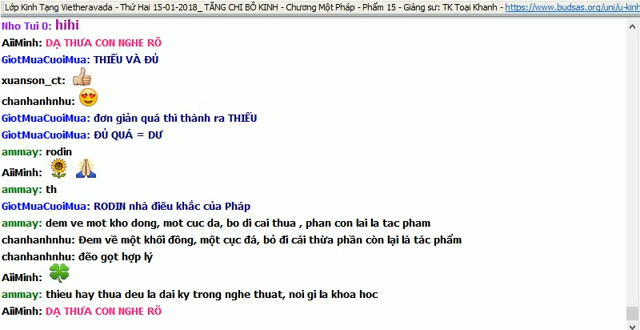 Lớp Kinh Tạng Vietheravada - Thứ Hai 15-01-2018_ TĂNG CHI BỘ KINH - Chương Một Pháp - Phẩm 15 - Giảng sư: TK Toại Khanh - https://www.budsas.org/uni/u-kinh
Nho Tui 0: hihi
AiiMinh: DẠ THƯA CON NGHE RÕ
GiotMuaCuoiMua: THIẾU VÀ ĐỦ
xuanson_ct:
chanhanhnhu:
GiotMuaCuoiMua: đơn giản quá thì thành ra THIẾU
GiotMuaCuoiMua: ĐỦ QUÁ = DƯ
ammay: rodin
AiiMinh:
ammay: th
GiotMuaCuoiMua: RODIN nhà điêu khắc của Pháp
ammay: dem ve mot kho dong, mot cuc da, bo di cai thua , phan con lai la tac pham
chanhanhnhu: Đem về một khối đồng, một cục đá, bỏ đi cái thừa phần còn lại là tác phẩm
chanhanhnhu: đẽo gọt hợp lý
AiiMinh:
ammay: thieu hay thua deu la dai ky trong nghe thuat, noi gi la khoa hoc
AiiMinh: DẠ THƯA CON NGHE RÕ